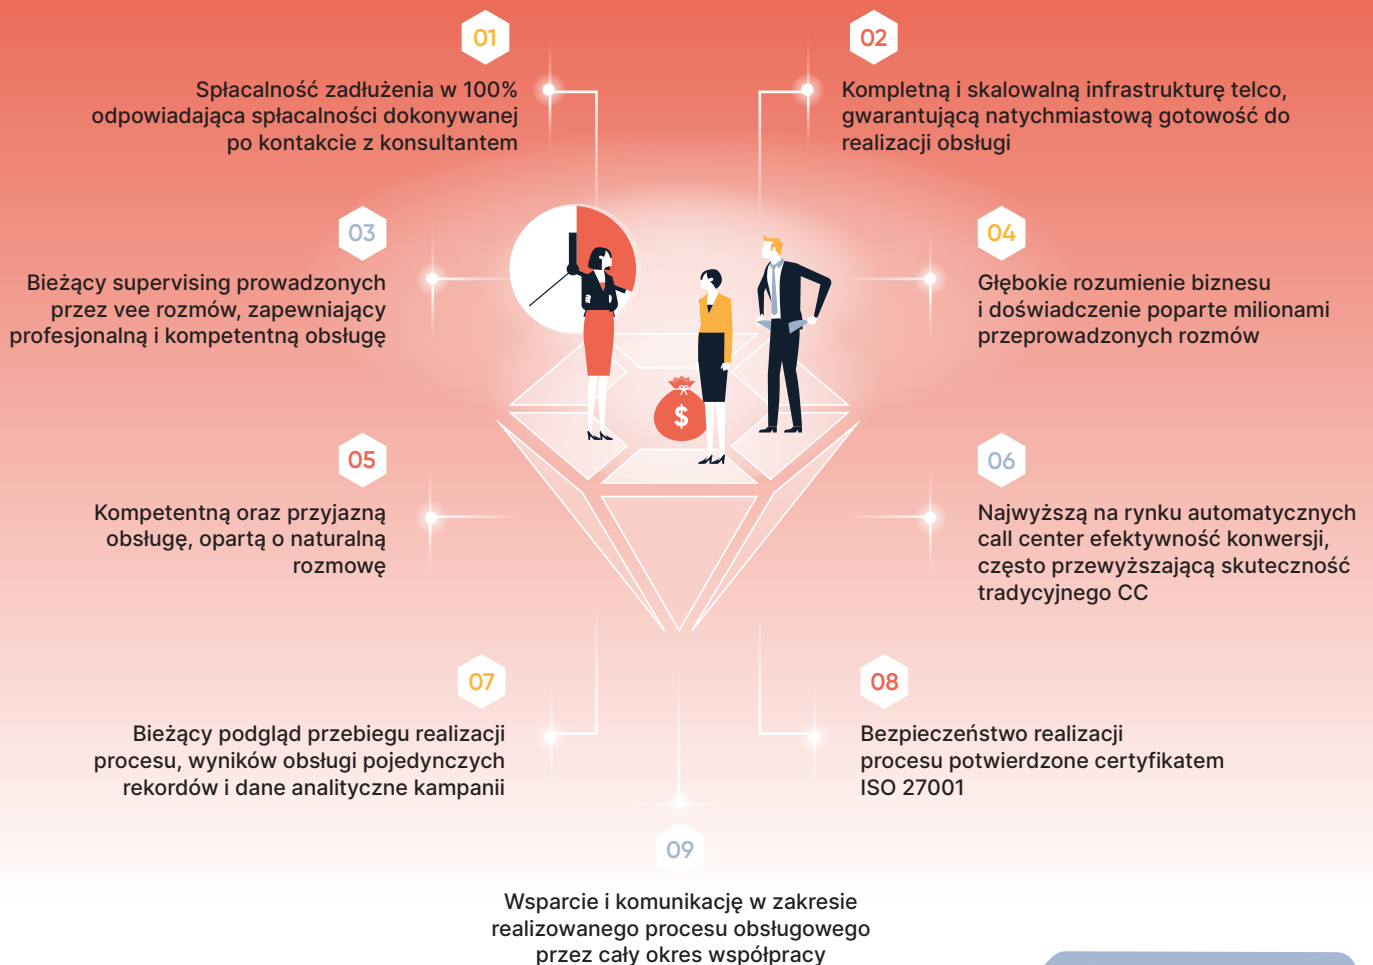 01
Spłacalność zadłużenia w 100%
odpowiadająca spłacalności dokonywanej
po kontakcie z konsultantem
02
Kompletną i skalowalną infrastrukturę telco,
gwarantującą natychmiastową gotowość do
realizacji obsługi
03
Bieżący supervising prowadzonych
przez vee rozmów, zapewniający
profesjonalną i kompetentną obsługę
04
Głębokie rozumienie biznesu
i doświadczenie poparte milionami
przeprowadzonych rozmów
$
05
Kompetentną oraz przyjazną
obsługę, opartą o naturalną
rozmowę
06
Najwyższą na rynku automatycznych
call center efektywność konwersji,
często przewyższającą skuteczność
tradycyjnego CC
07
Bieżący podgląd przebiegu realizacji
procesu, wyników obsługi pojedynczych
rekordów i dane analityczne kampanii
08
Bezpieczeństwo realizacji
procesu potwierdzone certyfikatem
ISO 27001
09
Wsparcie i komunikację w zakresie
realizowanego procesu obsługowego
przez cały okres współpracy